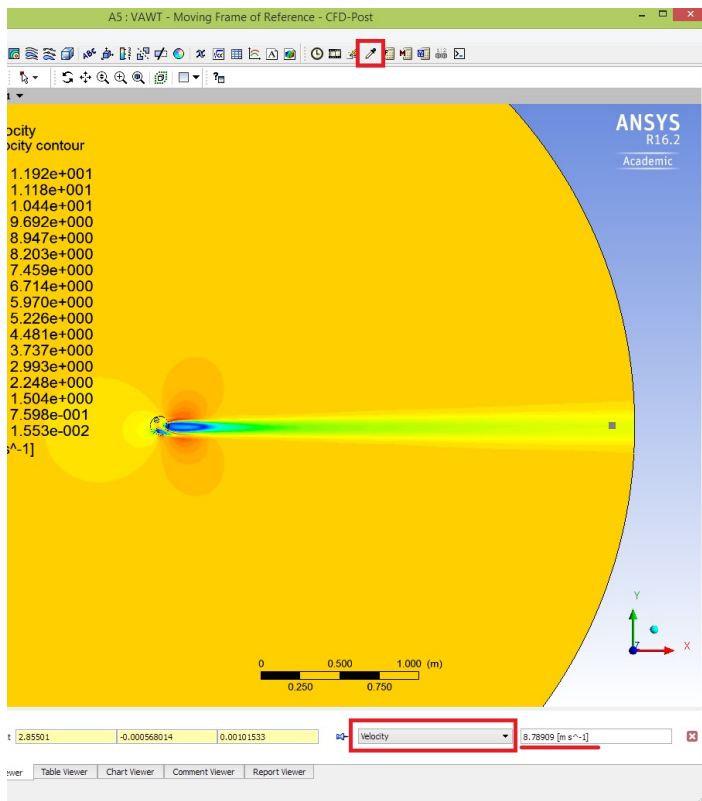 A5 : VAWT - Moving Frame of Reference - CFD-Post
ocity
ocity contour
1.192e+001
1.118e+001
1.044e+001
9.692e+000
8.947e+000
8.203e+000
7.459e+000
6.714e+000
5.970e+000
5.226e+000
4.481e+000
3.737e+000
2.993e+000
2.248e+000
1.504e+000
7.598e-001
1.553e-002
s^-1]
ANSYS
R16.2
Academic
Y
Z X
0 0.500 1.000 (m)
0.250 0.750
t 2.85501 -0.000568014 0.00101533 Velocity 8.78909 [m s^-1]
ewer Table Viewer Chart Viewer Comment Viewer Report Viewer